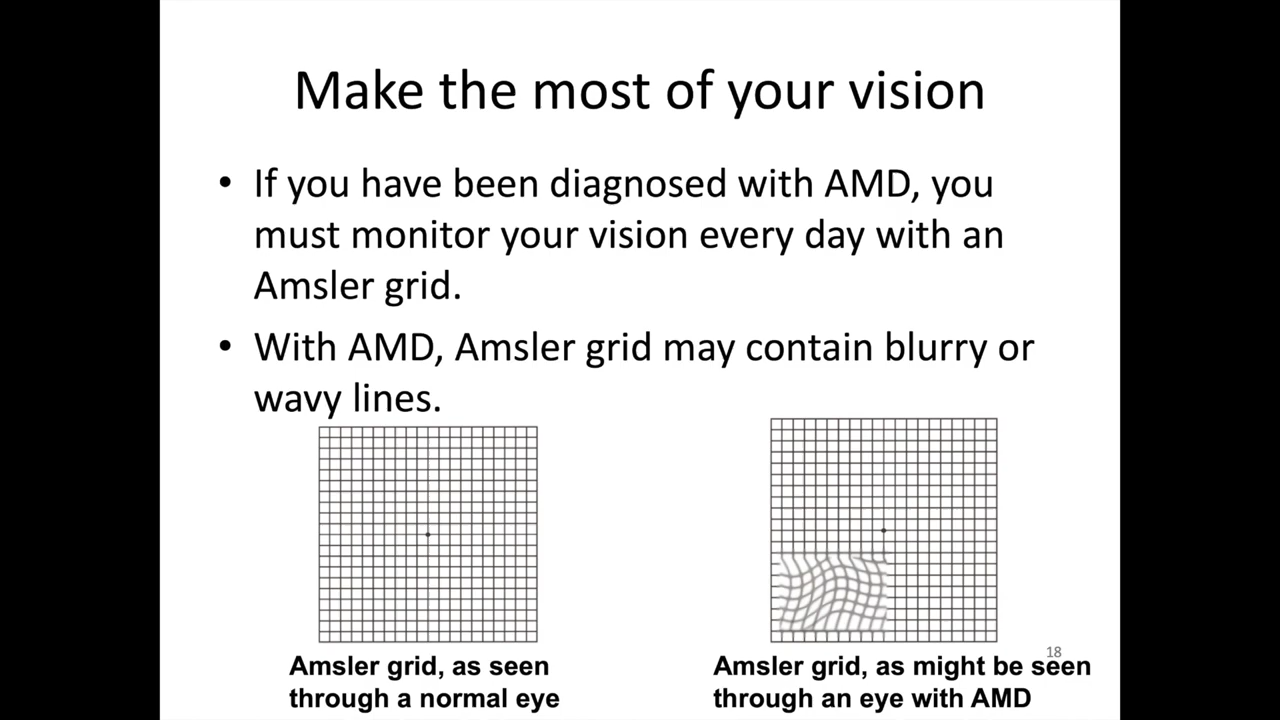 Make the most of your vision
• If you have been diagnosed with AMD, you
must monitor your vision every day with an
Amsler grid.
• With AMD, Amsler grid may contain blurry or
wavy lines.
Amsler grid, as seen
through a normal eye
18
Amsler grid, as might be seen
through an eye with AMD